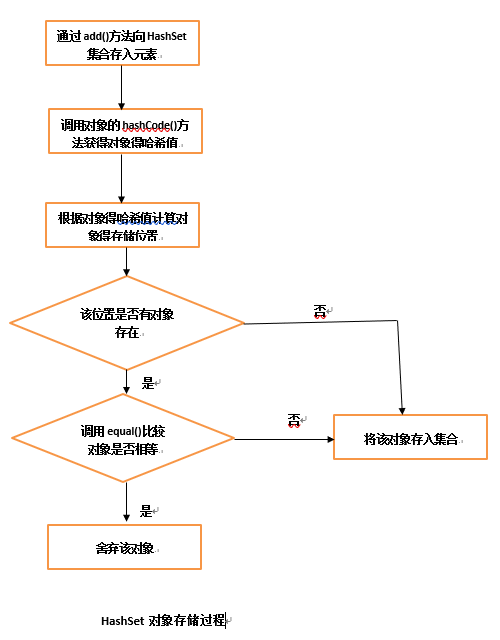 通过 add()方法向 HashSet
集合存入元素
调用对象的 hashCode()方
法获得对象得哈希值
根据对象得哈希值计算对
象得存储位置
该位置是否有对象
存在
否
是
调用 equal()比较
对象是否相等
否
将该对象存入集合
是
舍弃该对象
HashSet 对象存储过程